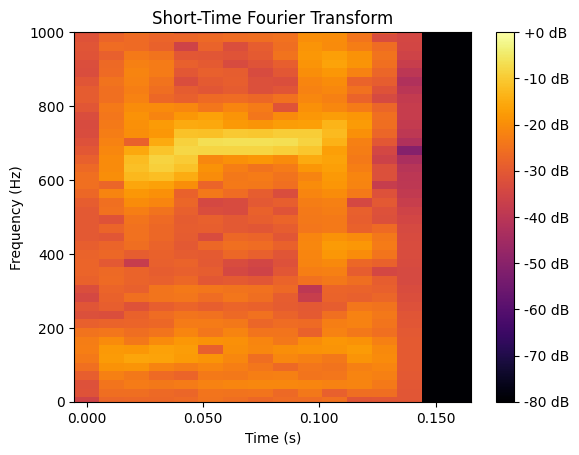 Short-Time Fourier Transform
1000
800
600
400
200
0
Frequency (Hz)
0.000
0.050
0.100
0.150
Time (s)
+0 dB
-10 dB
-20 dB
-30 dB
-40 dB
-50 dB
-60 dB
-70 dB
-80 dB